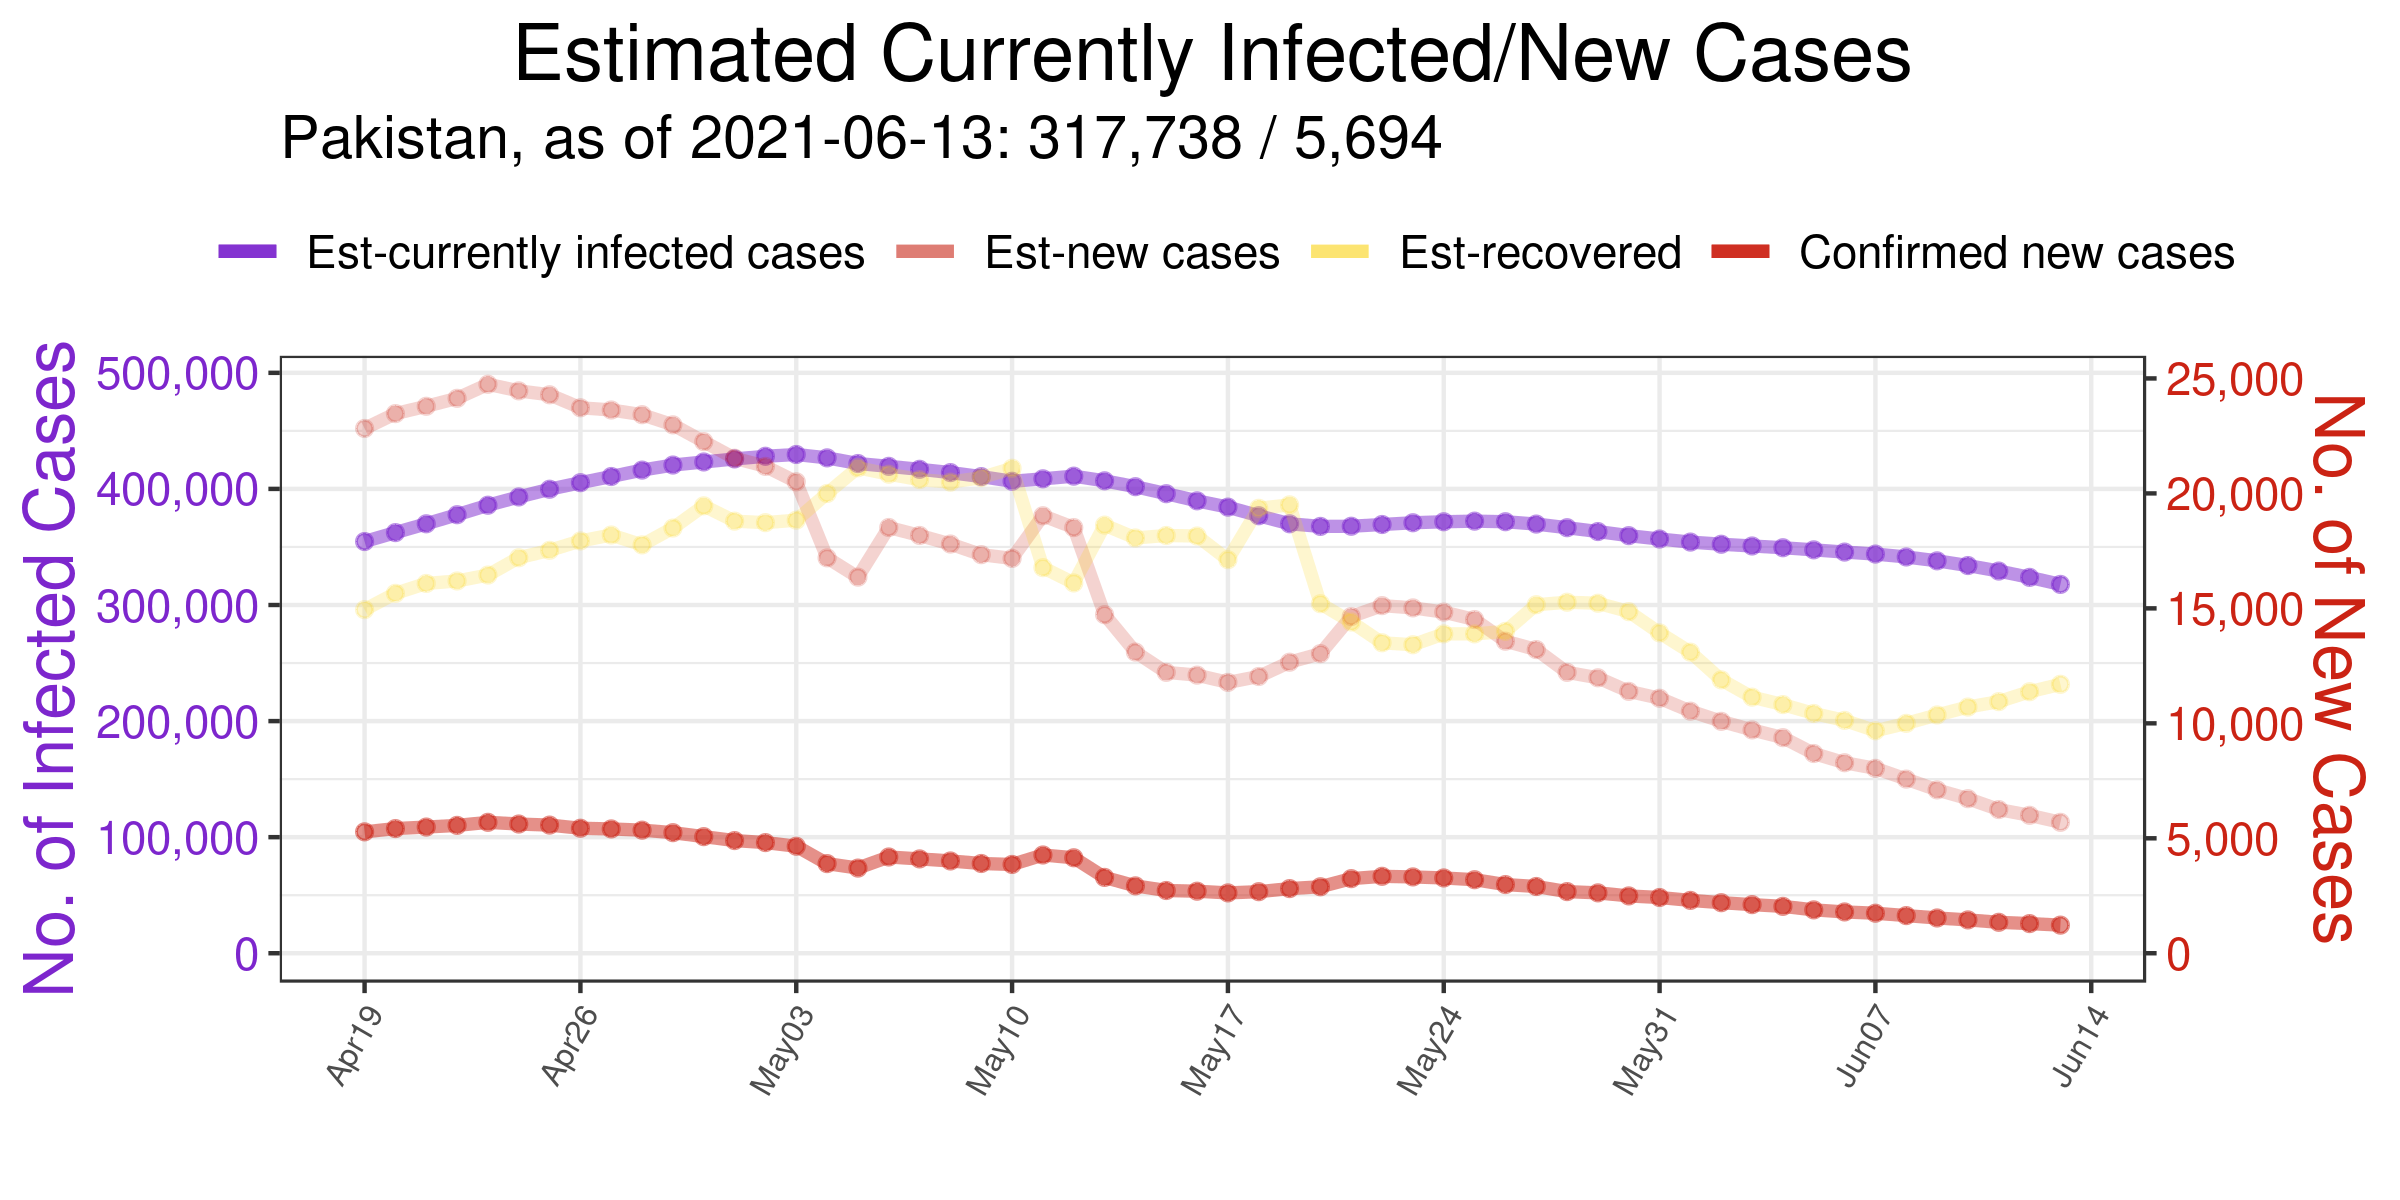 Estimated Currently Infected/New Cases
Pakistan, as of 2021-06-13: 317,738 / 5,694
Est-currently infected cases Est-new cases Est-recovered Confirmed new cases
No. of Infected Cases
500,000
400,000
300,000
200,000
100,000
0
25,000
20,000
15,000
10,000
5,000
0
No. of New Cases
Apr19 Apr26 May03 May10 May17 May24 May31 Jun07 Jun14